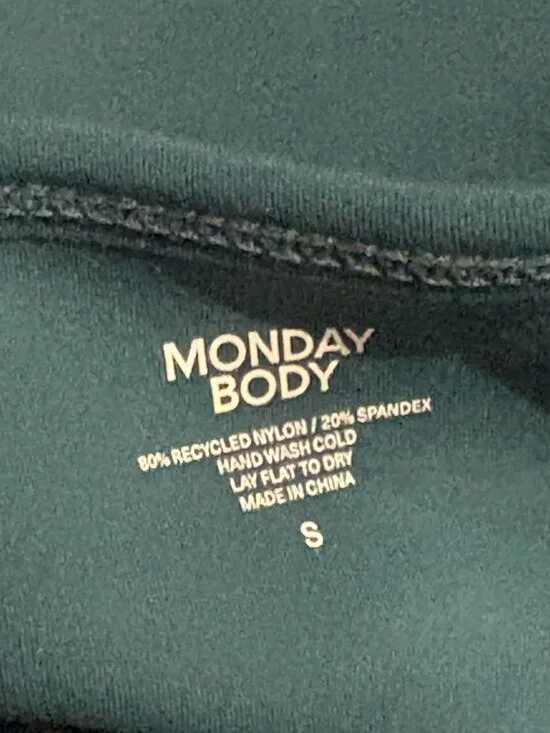 MONDAY
BODY
80% RECYCLED NYLON / 20% SPANDEX
HAND WASH COLD
LAY FLAT TO DRY
MADE IN CHINA
S